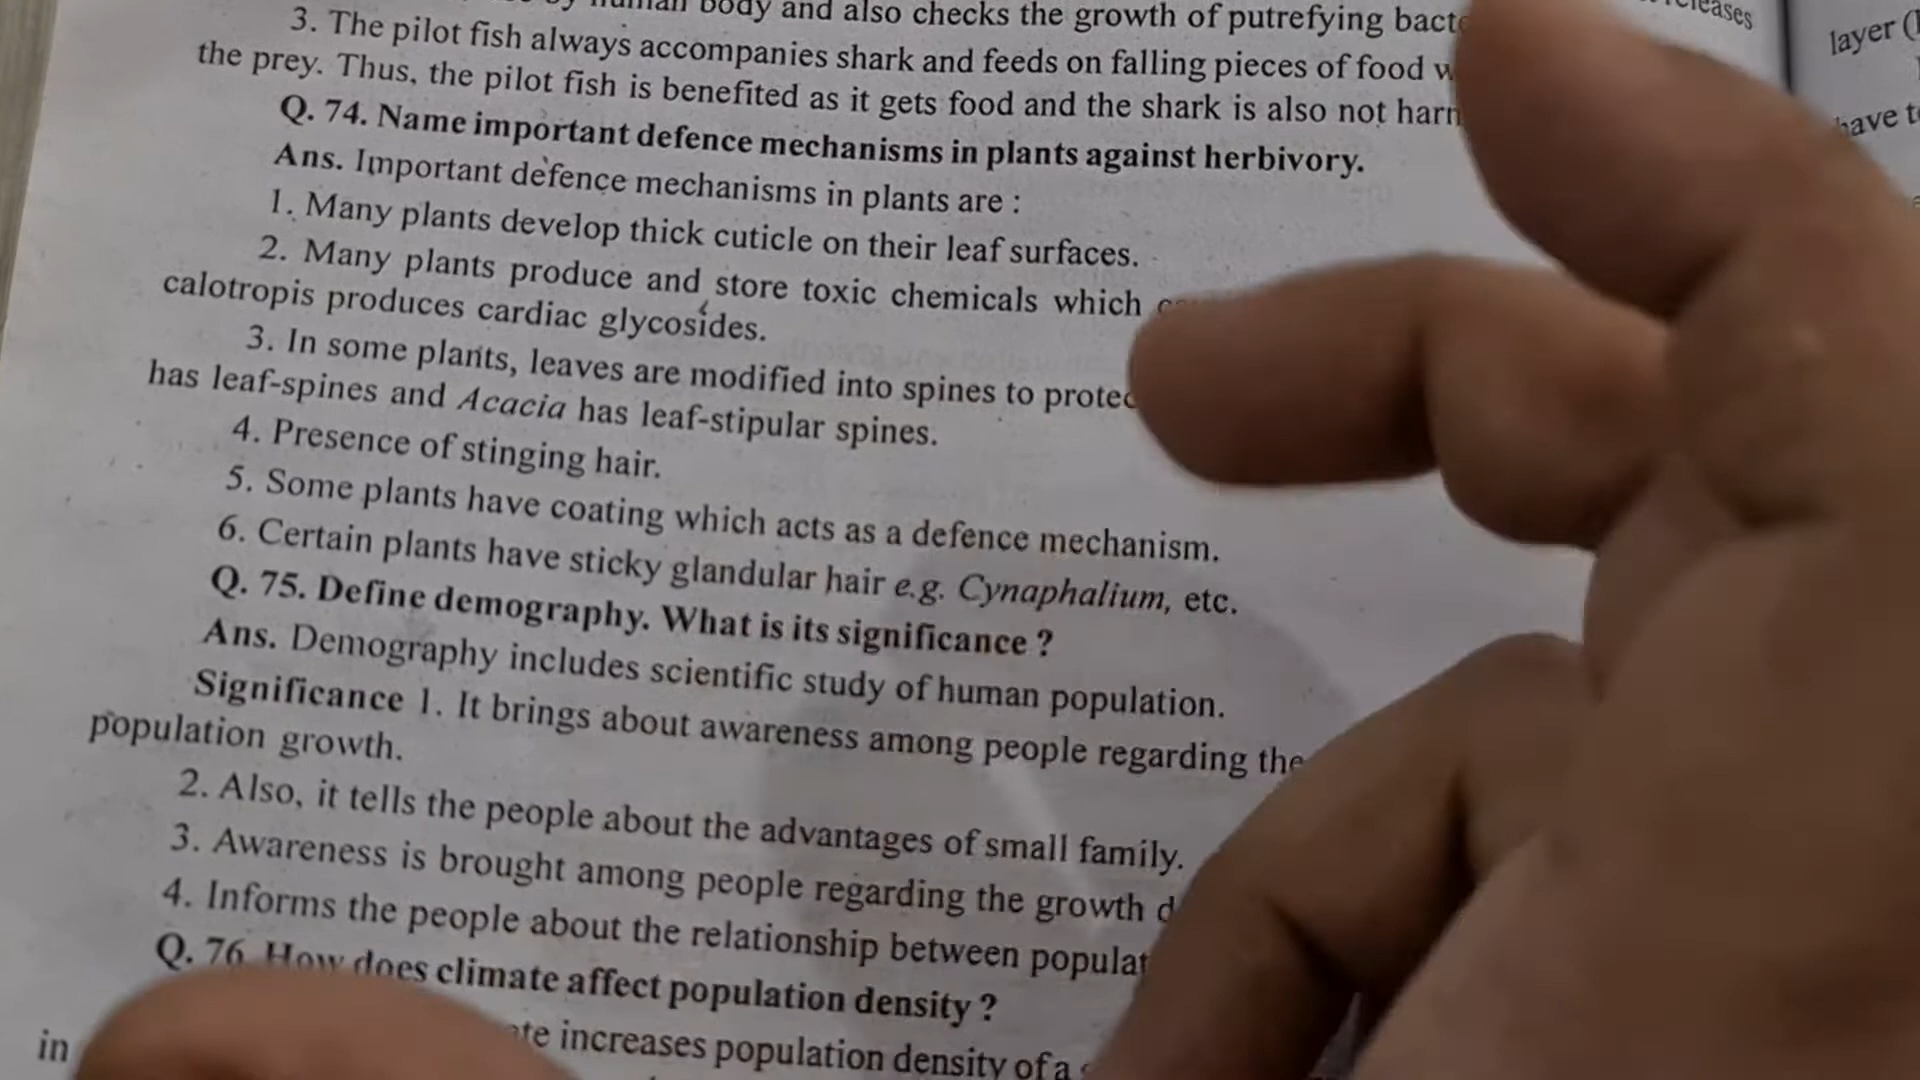 human body and also checks the growth of putrefying
3. The pilot fish always accompanies shark and feeds on falling pieces of food
the prey. Thus, the pilot fish is benefited as it gets food and the shark is also not
Q. 74. Name important defence mechanisms in plants against herbivory.
Ans. Important defence mechanisms in plants are :
1. Many plants develop thick cuticle on their leaf surfaces.
2. Many plants produce and store toxic chemicals which
calotropis produces cardiac glycosides.
3. In some plants, leaves are modified into spines to
has leaf-spines and Acacia has leaf-stipular spines.
4. Presence of stinging hair.
5. Some plants have coating which acts as a defence mechanism.
6. Certain plants have sticky glandular hair e.g. Cynaphalium, etc.
Q. 75. Define demography. What is its significance ?
Ans. Demography includes scientific study of human population.
Significance 1. It brings about awareness among people regarding the
population growth.
2. Also, it tells the people about the advantages of small family.
3. Awareness is brought among people regarding the growth
4. Informs the people about the relationship between
Q. 76. How does climate affect population density ?
increases population density of a
in
releases
layer
have